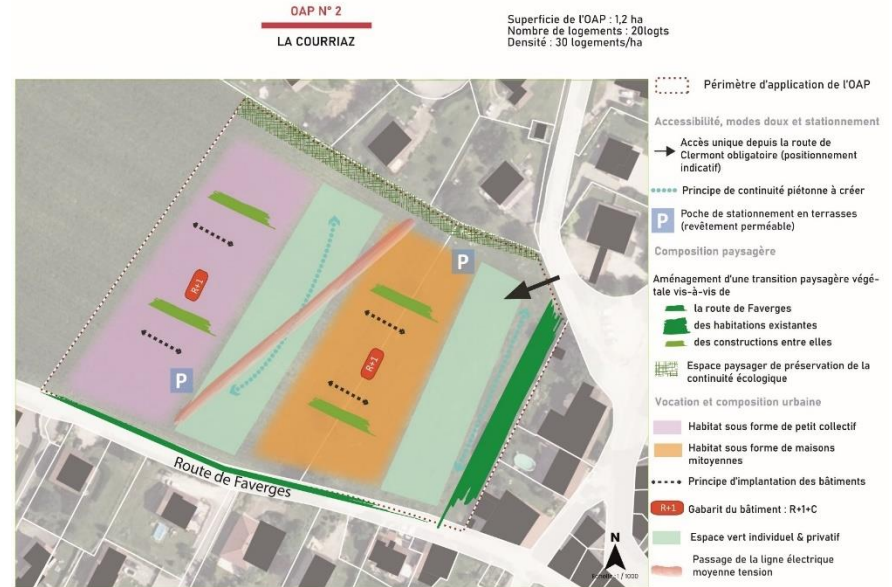 OAP N° 2
LA COURRIAZ
Superficie de l'OAP : 1,2 ha
Nombre de logements : 20logts
Densité : 30 logements/ha
Périmètre d'application de l'OAP
Accessibilité, modes doux et stationnement
Accès unique depuis la route de
Clermont obligatoire (positionnement
indicatif)
Principe de continuité piétonne à créer
P
Poche de stationnement en terrasses
(revêtement perméable)
Composition paysagère
Aménagement d'une transition paysagère végé-
tale vis-à-vis de
la route de Faverges
des habitations existantes
des constructions entre elles
Espace paysager de préservation de la
continuité écologique
Vocation et composition urbaine
Habitat sous forme de petit collectif
Habitat sous forme de maisons
mitoyennes
Principe d'implantation des bâtiments
R+1
Gabarit du bâtiment : R+1+C
Espace vert individuel & privatif
Passage de la ligne électrique
moyenne tension
P
R+1
R+1
P
Route de Faverges
N
Echelle : 1 / 1000